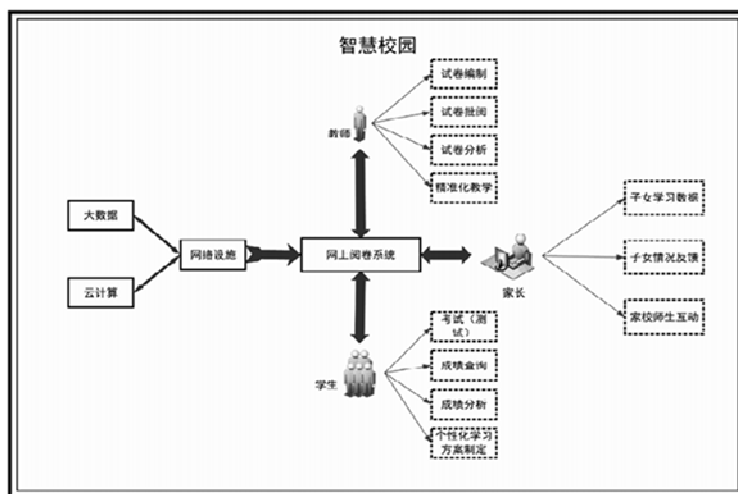 智慧校园
试卷编制
试卷批阅
教师
试卷分析
精准化教学
大数据
子女学习数据
网络设施
网上阅卷系统
子女情况反馈
云计算
家长
家校师生互动
考试（测
试）
成绩查询
学生
成绩分析
个性化学习
方案制定